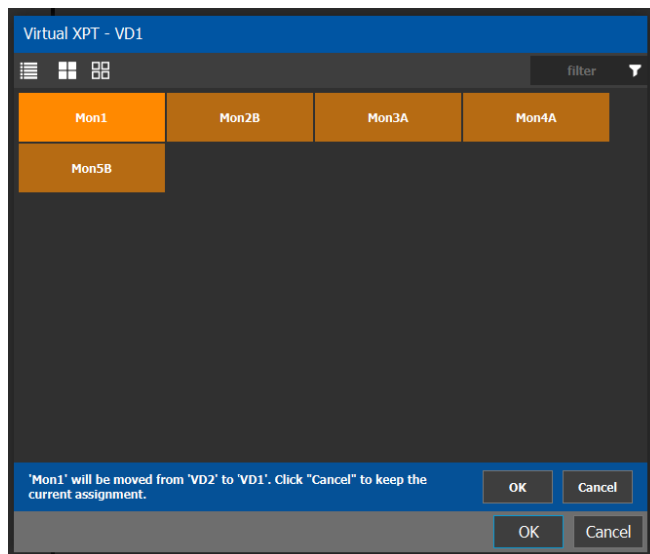 Virtual XPT - VD1
filter
Mon1 Mon2B Mon3A Mon4A
Mon5B
'Mon1' will be moved from 'VD2' to 'VD1'. Click "Cancel" to keep the
current assignment.
OK Cancel
OK Cancel